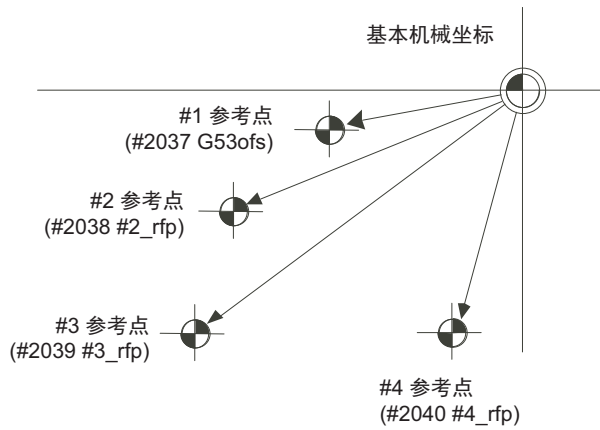 基本机械坐标
#1 参考点
(#2037 G53ofs)
#2 参考点
(#2038 #2_rfp)
#3 参考点
(#2039 #3_rfp)
#4 参考点
(#2040 #4_rfp)